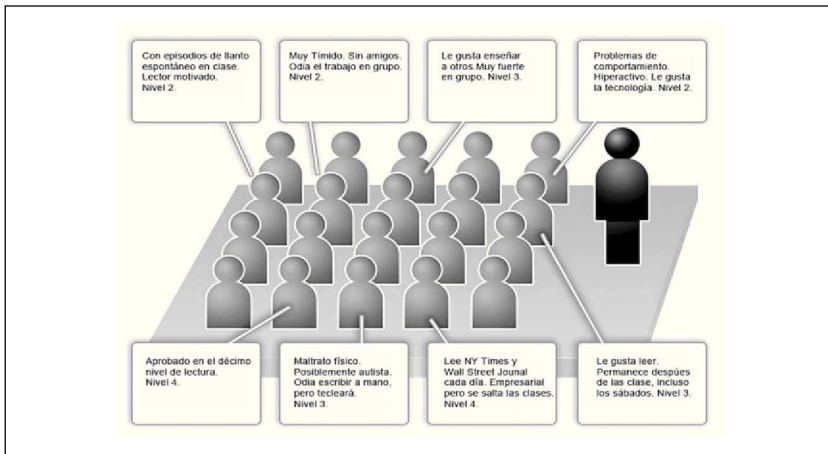 Con episodios de llanto
espontáneo en clase.
Lector motivado.
Nivel 2.
Muy Tímido. Sin amigos.
Odia el trabajo en grupo.
Nivel 2.
Le gusta enseñar
a otros.Muy fuerte
en grupo. Nivel 3.
Problemas de
comportamiento.
Hiperactivo. Le gusta
la tecnología. Nivel 2.
Aprobado en el décimo
nivel de lectura.
Nivel 4.
Maltrato físico.
Posiblemente autista.
Odia escribir a mano,
pero tecleará.
Nivel 3.
Lee NY Times y
Wall Street Jounal
cada día. Empresarial
pero se salta las clases.
Nivel 4.
Le gusta leer.
Permanece despúes
de las clase, incluso
los sábados. Nivel 3.